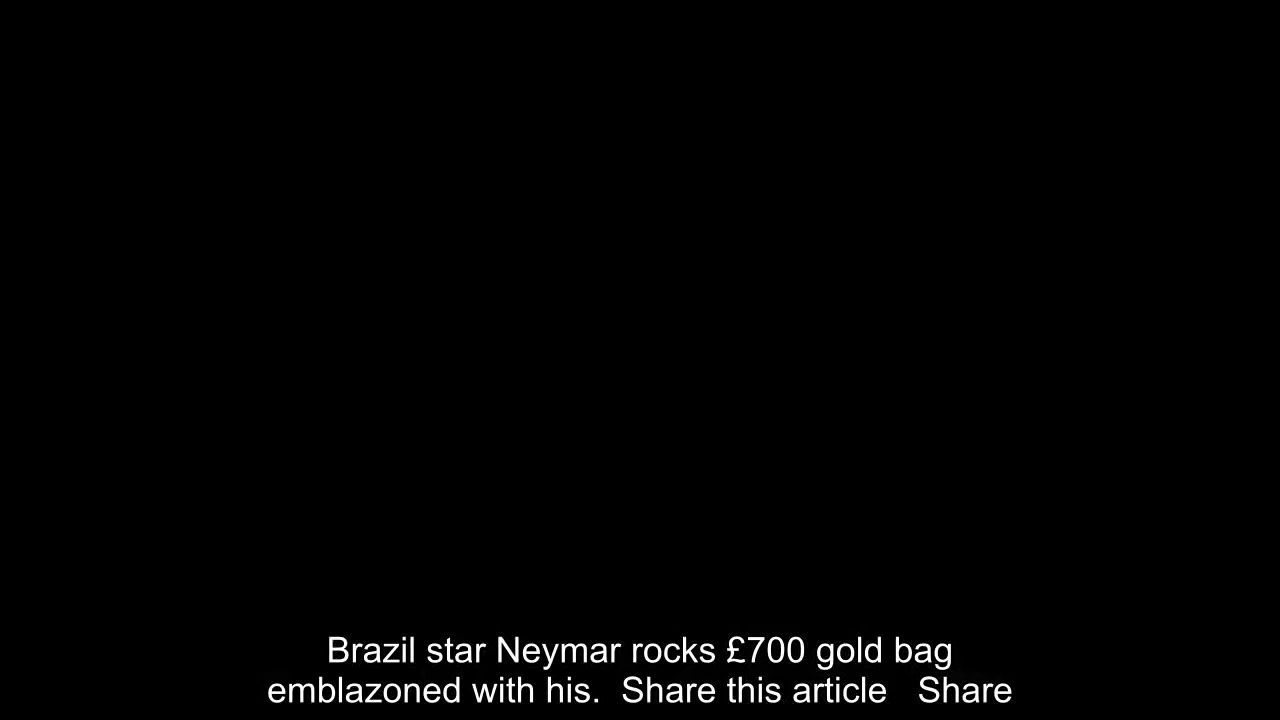 Brazil star Neymar rocks £700 gold bag
emblazoned with his.  Share this article   Share